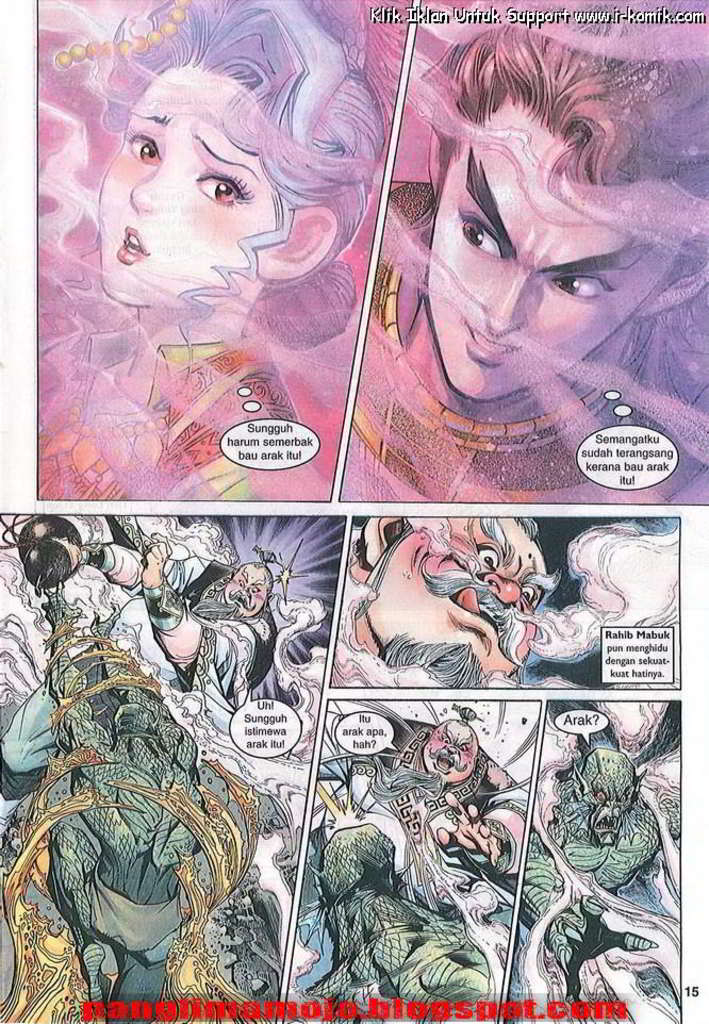 Klik Iklan Untuk Support www.i-komik.com
Sungguh
harum semerbak
bau arak itu!
Semangatku
sudah terangsang
kerana bau arak
itu!
Uh!
Sungguh
istimewa
arak itu!
Rahib Mabuk
pun menghidu
dengan sekuat-
kuat hatinya.
Itu
arak apa,
hah?
Arak?
15
panglimamojo.blogspot.com